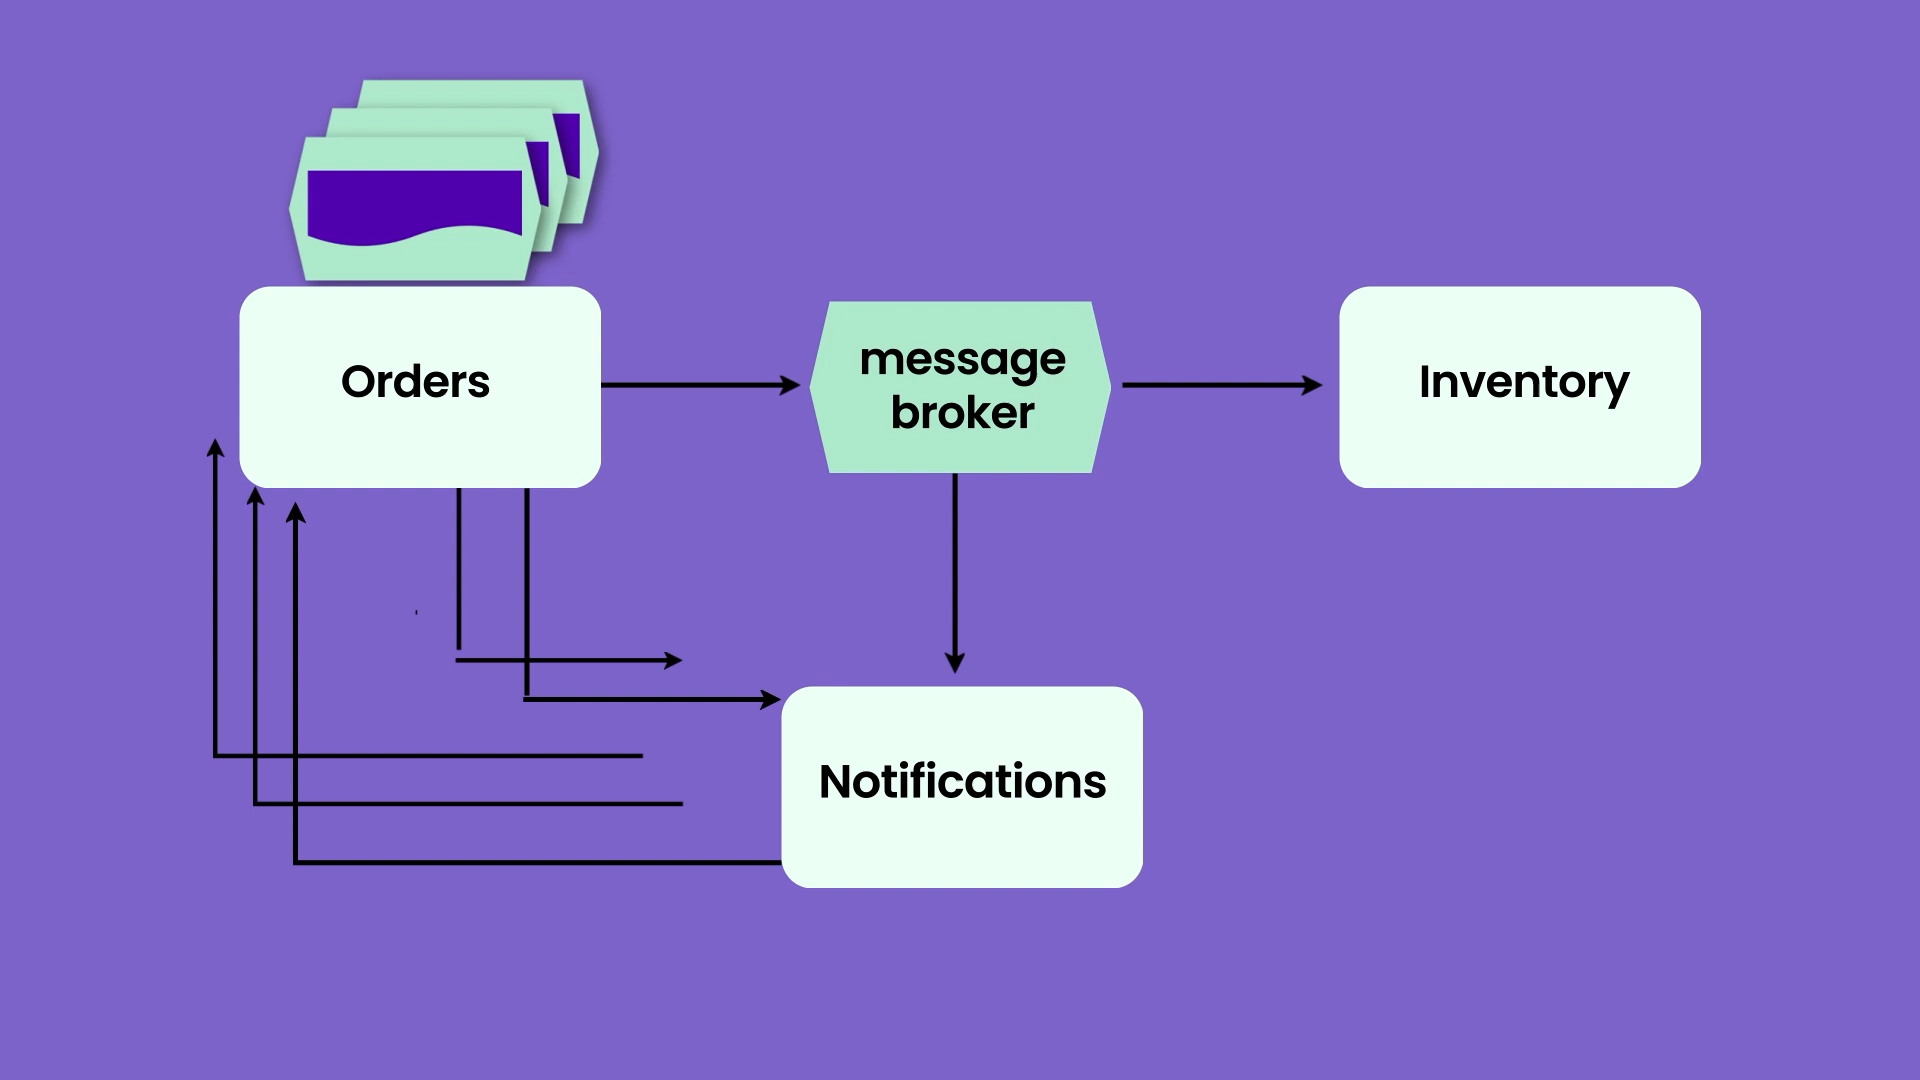 Orders
message
broker
Inventory
Notifications